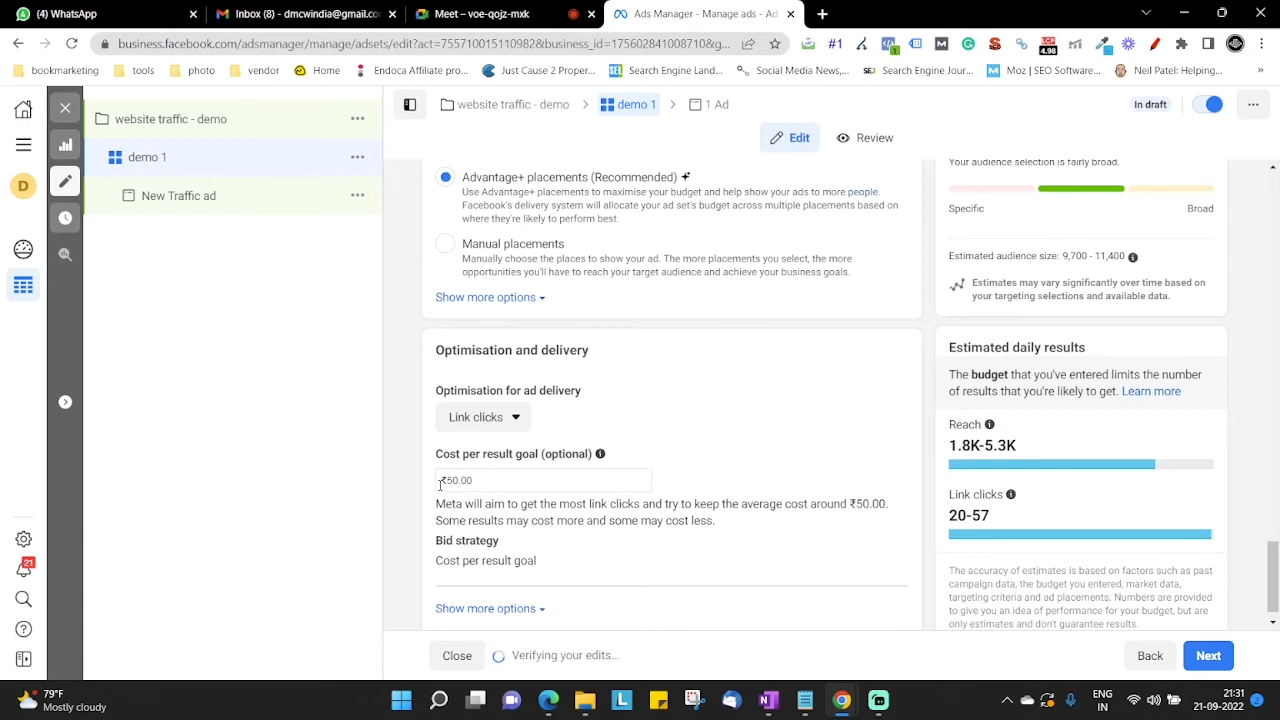 (4) WhatsApp
Inbox (8) - dmcwindia@gmail.co
Meet – voe-qojz-mxk
Ads Manager - Manage ads - Ad
business.facebook.com/adsmanager/manage/adsets/edit?act=755710015110982&business_id=175602841008710&g...
#1
LCP
4.98
bookmarketing
tools
photo
vendor
Home
Endoca Affiliate pro...
Just Cause 2 Proper...
SEL
Search Engine Land...
Social Media News,...
SEJ
Search Engine Jour...
Moz | SEO Software...
Neil Patel: Helping...
»
website traffic - demo
demo 1
1 Ad
In draft
Edit
Review
D
website traffic - demo
demo 1
New Traffic ad
Advantage+ placements (Recommended)
Use Advantage+ placements to maximise your budget and help show your ads to more people.
Facebook's delivery system will allocate your ad set's budget across multiple placements based on
where they're likely to perform best.
Manual placements
Manually choose the places to show your ad. The more placements you select, the more
opportunities you'll have to reach your target audience and achieve your business goals.
Show more options
Optimisation and delivery
Optimisation for ad delivery
Link clicks
Cost per result goal (optional)
₹50.00
Meta will aim to get the most link clicks and try to keep the average cost around ₹50.00.
Some results may cost more and some may cost less.
Bid strategy
Cost per result goal
Show more options
Your audience selection is fairly broad.
Specific
Broad
Estimated audience size: 9,700 - 11,400
Estimates may vary significantly over time based on
your targeting selections and available data.
Estimated daily results
The budget that you've entered limits the number
of results that you're likely to get. Learn more
Reach
1.8K-5.3K
Link clicks
20-57
The accuracy of estimates is based on factors such as past
campaign data, the budget you entered, market data,
targeting criteria and ad placements. Numbers are provided
to give you an idea of performance for your budget, but are
only estimates and don't guarantee results.
21
Close
Verifying your edits...
Back
Next
79°F
Mostly cloudy
ENG
IN
21:31
21-09-2022
2